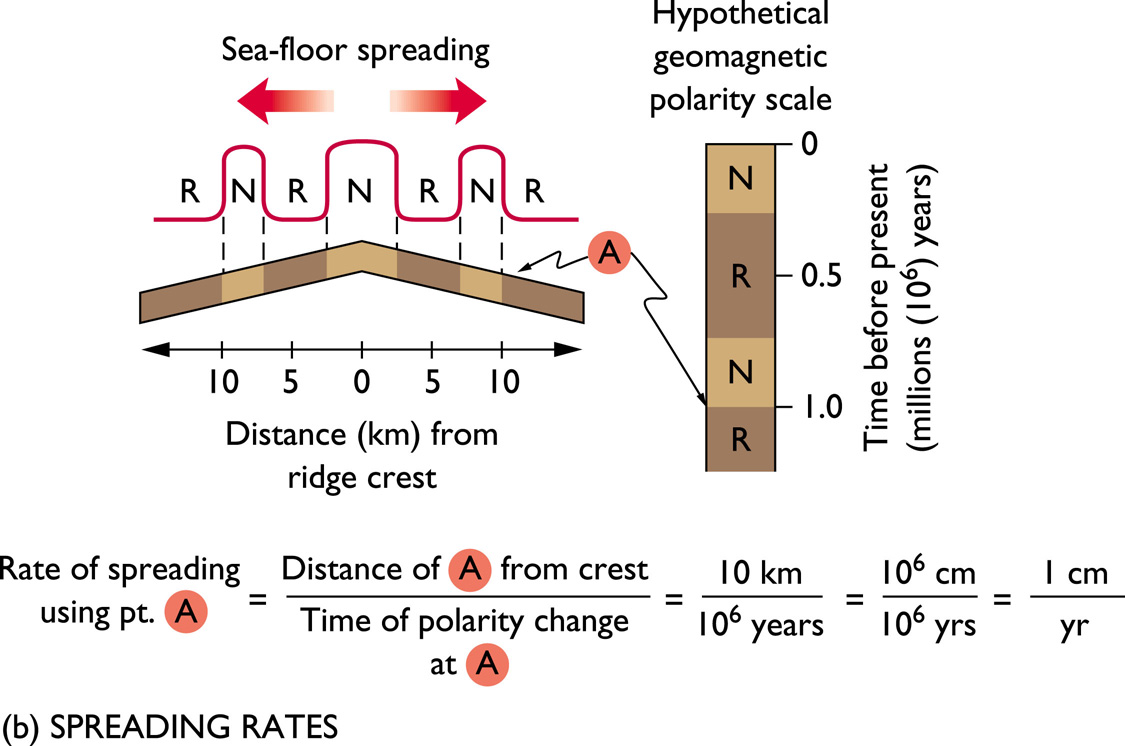 Hypothetical
geomagnetic
polarity scale
Sea-floor spreading
R N R N R N R
A
N
R
N
R
0
0.5
1.0
Time before present
(millions (10⁶) years)
10 5 0 5 10
Distance (km) from
ridge crest
Rate of spreading
using pt. A
=
Distance of A from crest
Time of polarity change
at A
=
10 km
10⁶ years
=
10⁶ cm
10⁶ yrs
=
1 cm
yr
(b) SPREADING RATES